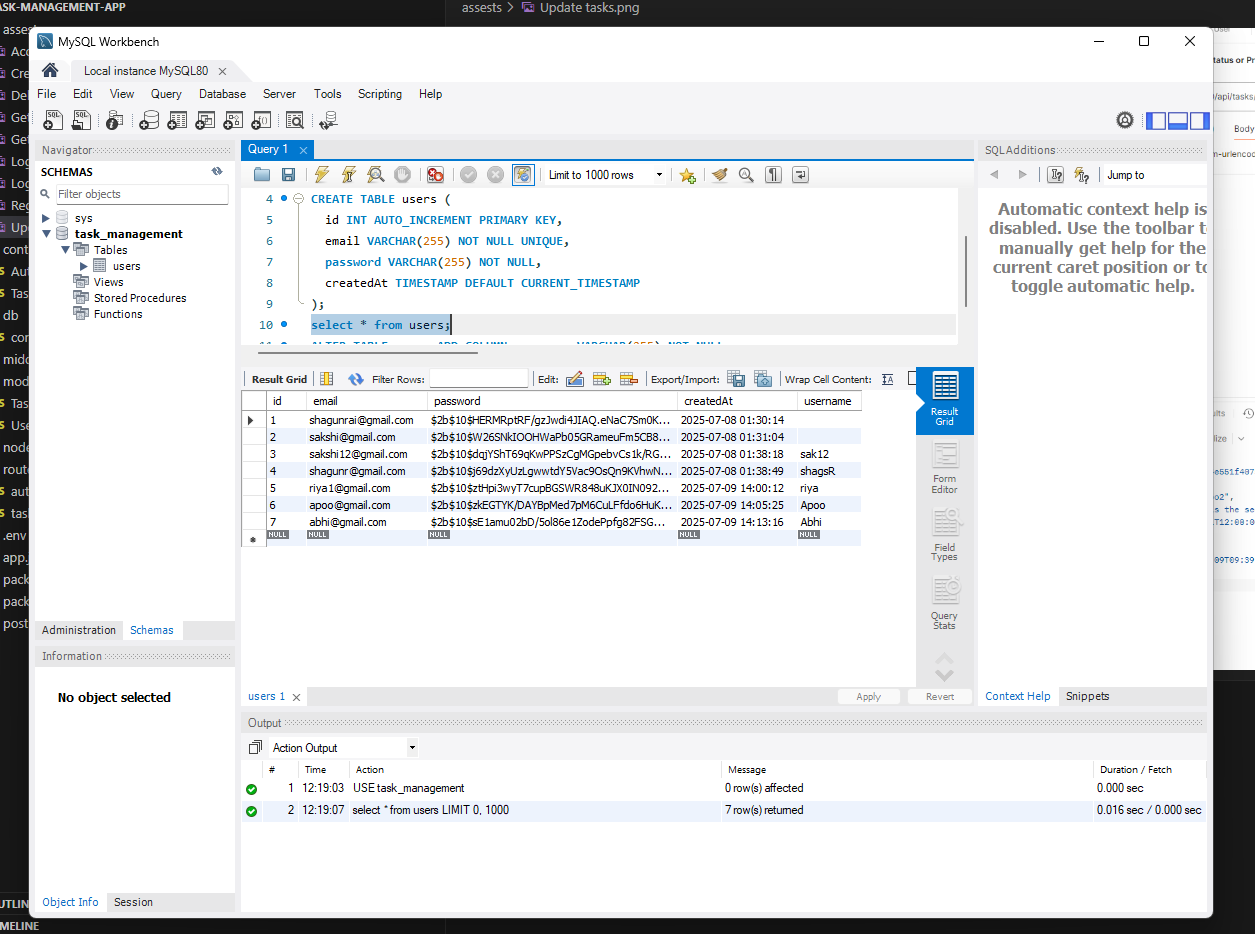 ASK-MANAGEMENT-APP
assests > Update tasks.png
MySQL Workbench
Local instance MySQL80
File Edit View Query Database Server Tools Scripting Help
Navigator
SCHEMAS
Filter objects
sys
task_management
Tables
users
Views
Stored Procedures
Functions
Administration Schemas
Information
No object selected
Object Info Session
Query 1
Limit to 1000 rows
4 CREATE TABLE users (
5 id INT AUTO_INCREMENT PRIMARY KEY,
6 email VARCHAR(255) NOT NULL UNIQUE,
7 password VARCHAR(255) NOT NULL,
8 createdAt TIMESTAMP DEFAULT CURRENT_TIMESTAMP
9 );
10 select * from users;
Result Grid Filter Rows: Edit: Export/Import: Wrap Cell Content:
id email password createdAt username
1 shagunrai@gmail.com $2b$10$HERMRptRF/gzJwdi4JIAQ.eNaC7Sm0K... 2025-07-08 01:30:14
2 sakshi@gmail.com $2b$10$W26SNkIOOHWaPb05GRameuFm5CB8... 2025-07-08 01:31:04
3 sakshi12@gmail.com $2b$10$dqjYShT69qKwPPSzCgMGpebvCs1k/RG... 2025-07-08 01:38:18 sak12
4 shagunr@gmail.com $2b$10$j69dzXyUzLgwwtdY5Vac9OsQn9KVhwN... 2025-07-08 01:38:49 shagsR
5 riya1@gmail.com $2b$10$ztHpi3wyT7cupBGSWR848uKJX0IN092... 2025-07-09 14:00:12 riya
6 apoo@gmail.com $2b$10$zkEGTYK/DAYBpMed7pM6CuLFfdo6HuK... 2025-07-09 14:05:25 Apoo
7 abhi@gmail.com $2b$10$sE1amu02bD/5ol86e1ZodePpfg82FSG... 2025-07-09 14:13:16 Abhi
NULL NULL NULL NULL NULL
Result Grid
Form Editor
Field Types
Query Stats
users 1
Apply Revert
SQLAdditions
Jump to
Automatic context help is
disabled. Use the toolbar to
manually get help for the
current caret position or to
toggle automatic help.
Context Help Snippets
Output
Action Output
# Time Action Message Duration / Fetch
1 12:19:03 USE task_management 0 row(s) affected 0.000 sec
2 12:19:07 select * from users LIMIT 0, 1000 7 row(s) returned 0.016 sec / 0.000 sec